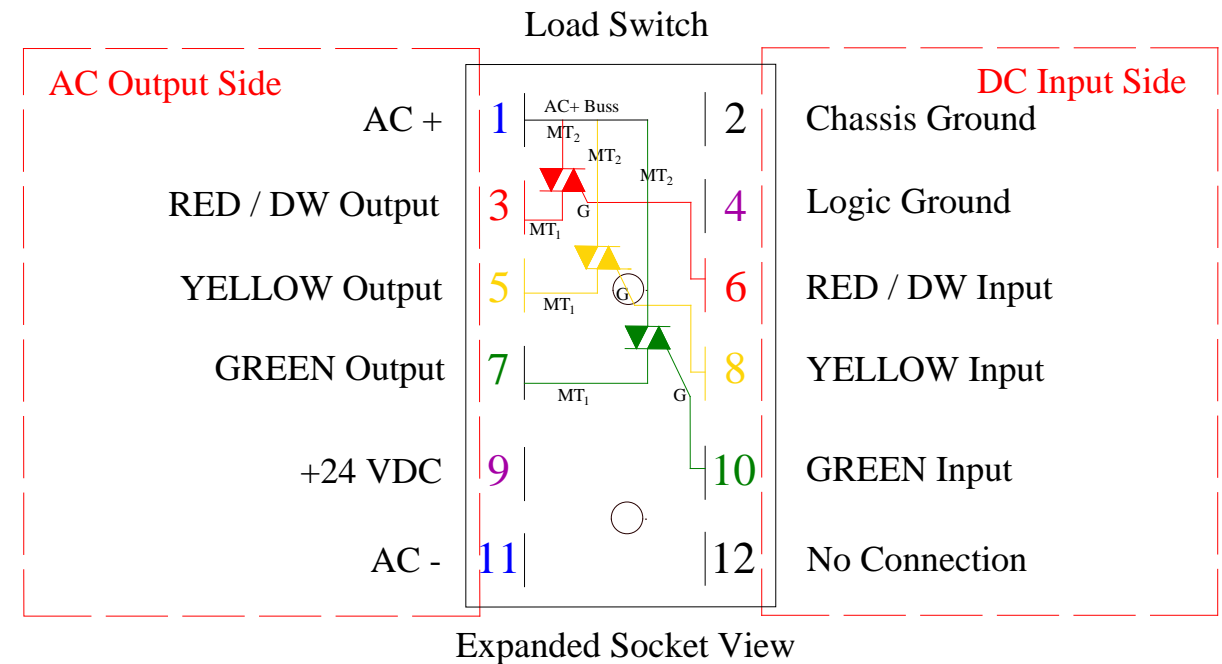 Load Switch
AC Output Side
DC Input Side
AC + 1 AC+ Buss 2 Chassis Ground
MT2
MT2
MT2
RED / DW Output 3 G 4 Logic Ground
MT1
YELLOW Output 5 G 6 RED / DW Input
MT1
GREEN Output 7 8 YELLOW Input
MT1 G
+24 VDC 9 10 GREEN Input
AC - 11 12 No Connection
Expanded Socket View